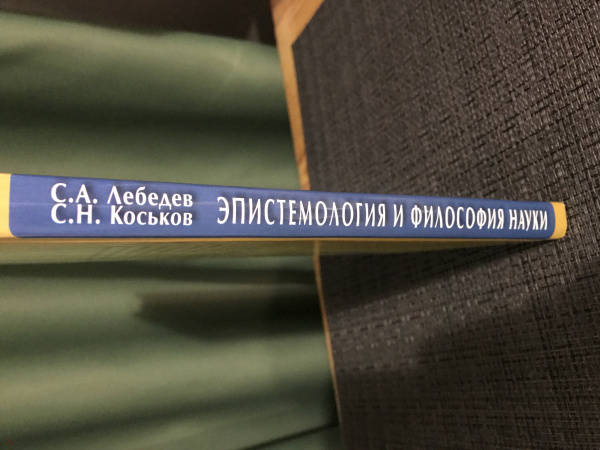 С.А. Лебедев
С.Н. Коськов
ЭПИСТЕМОЛОГИЯ И ФИЛОСОФИЯ НАУКИ